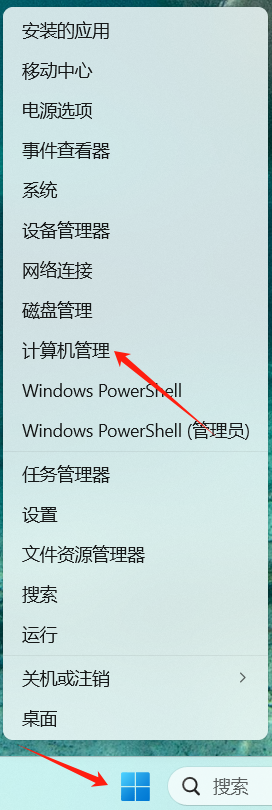 安装的应用
移动中心
电源选项
事件查看器
系统
设备管理器
网络连接
磁盘管理
计算机管理
Windows PowerShell
Windows PowerShell (管理员)
任务管理器
设置
文件资源管理器
搜索
运行
关机或注销
桌面
搜索